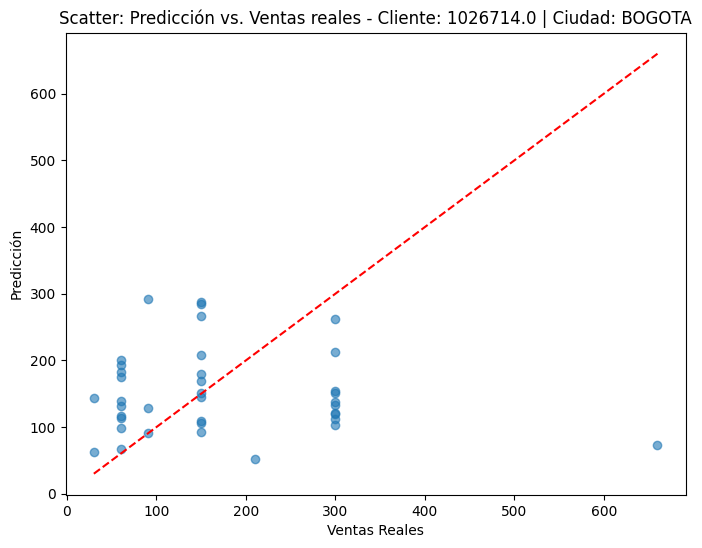 Scatter: Predicción vs. Ventas reales - Cliente: 1026714.0 | Ciudad: BOGOTA
Predicción
600
500
400
300
200
100
0
0 100 200 300 400 500 600
Ventas Reales